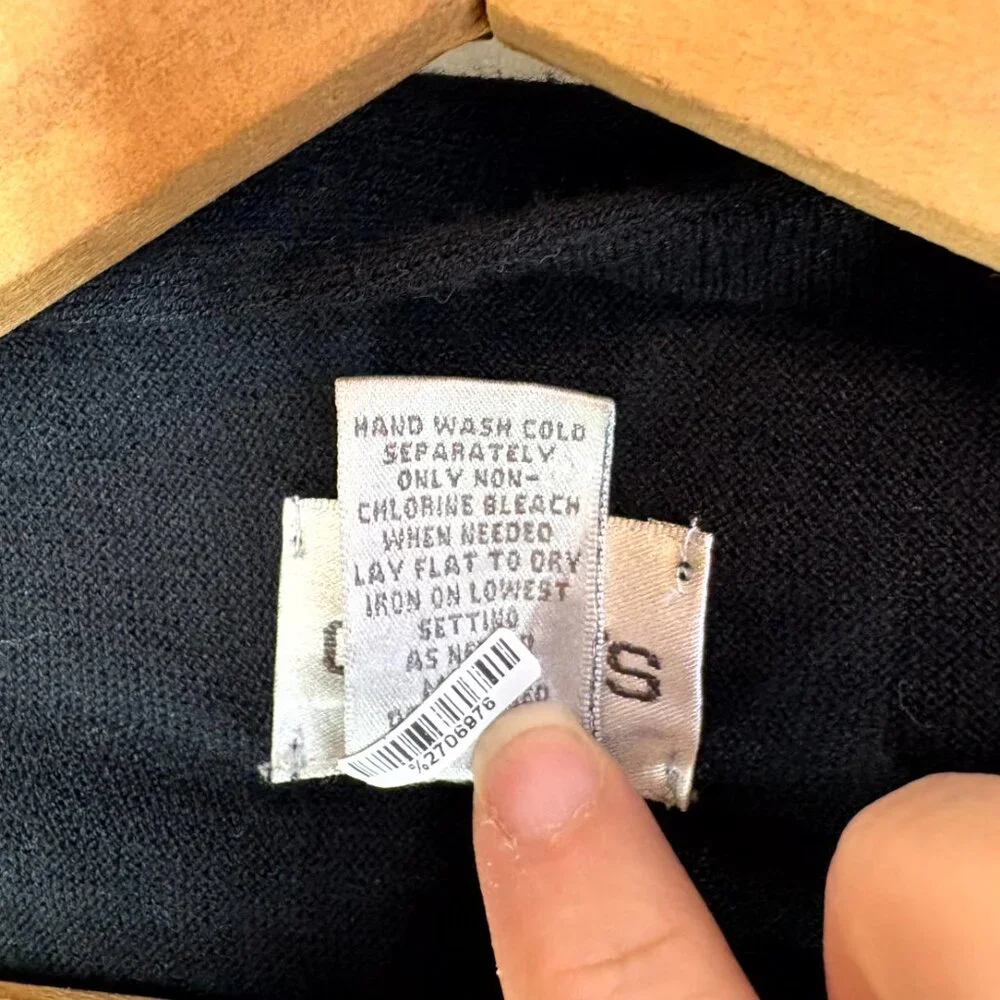 HAND WASH COLD
SEPARATELY
ONLY NON-
CHLORINE BLEACH
WHEN NEEDED
LAY FLAT TO DRY
IRON ON LOWEST
SETTING
AS
S
%2706976